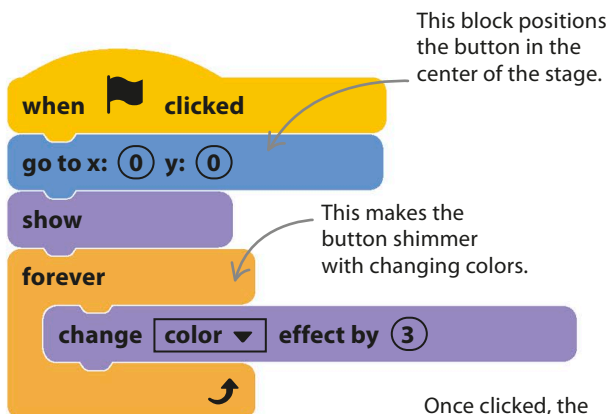 This block positions
the button in the
center of the stage.
when clicked
go to x: 0 y: 0
show
This makes the
button shimmer
with changing colors.
forever
change color effect by 3
Once clicked, the